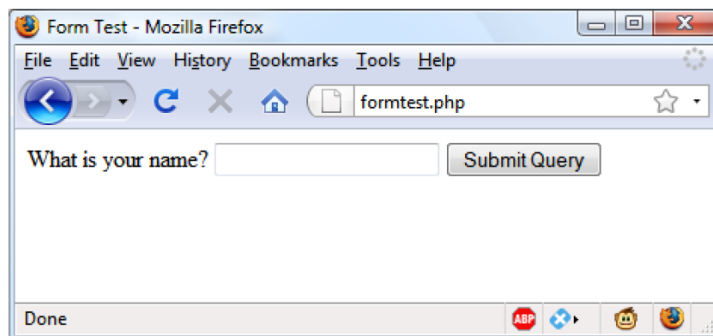 Form Test - Mozilla Firefox
File Edit View History Bookmarks Tools Help
formtest.php
What is your name? Submit Query
Done ABP